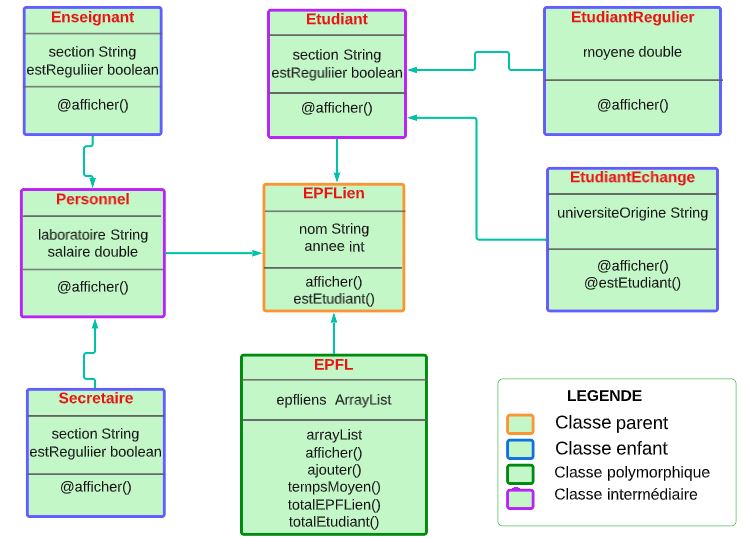 Enseignant
section String
estReguliier boolean
@afficher()
Etudiant
section String
estReguliier boolean
@afficher()
EtudiantRegulier
moyene double
@afficher()
Personnel
laboratoire String
salaire double
@afficher()
EPFLien
nom String
annee int
afficher()
estEtudiant()
EtudiantEchange
universiteOrigine String
@afficher()
@estEtudiant()
Secretaire
section String
estReguliier boolean
@afficher()
EPFL
epfliens ArrayList
arrayList
afficher()
ajouter()
tempsMoyen()
totalEPFLien()
totalEtudiant()
LEGENDE
Classe parent
Classe enfant
Classe polymorphique
Classe intermédiaire